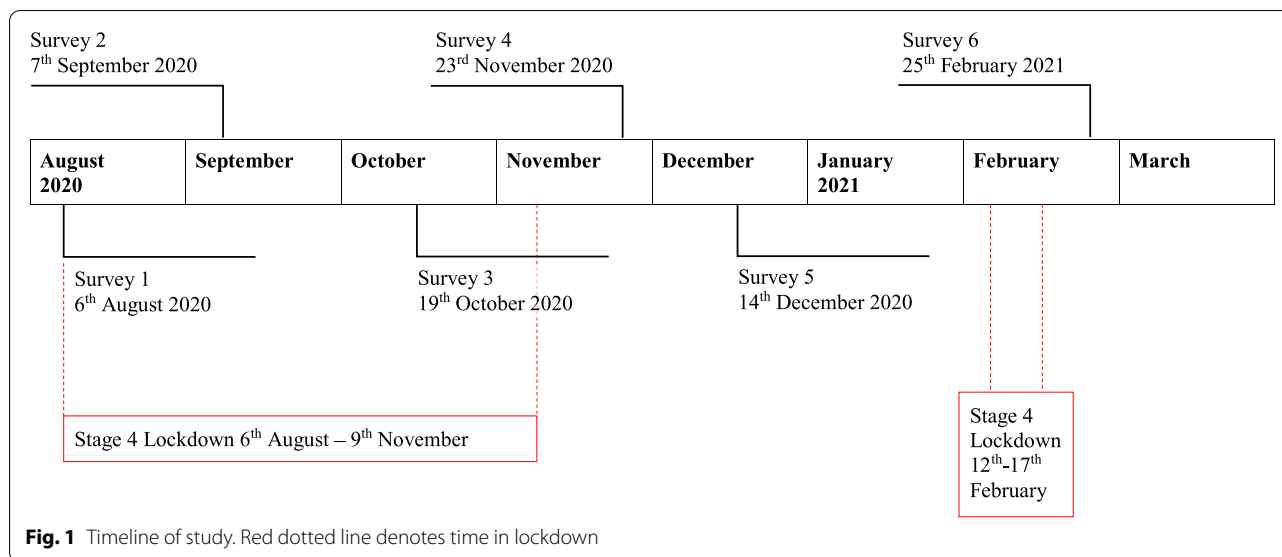 Survey 2
7th September 2020
Survey 4
23rd November 2020
Survey 6
25th February 2021
August
2020
September
October
November
December
January
2021
February
March
Survey 1
6th August 2020
Survey 3
19th October 2020
Survey 5
14th December 2020
Stage 4 Lockdown 6th August – 9th November
Stage 4
Lockdown
12th-17th
February
Fig. 1 Timeline of study. Red dotted line denotes time in lockdown